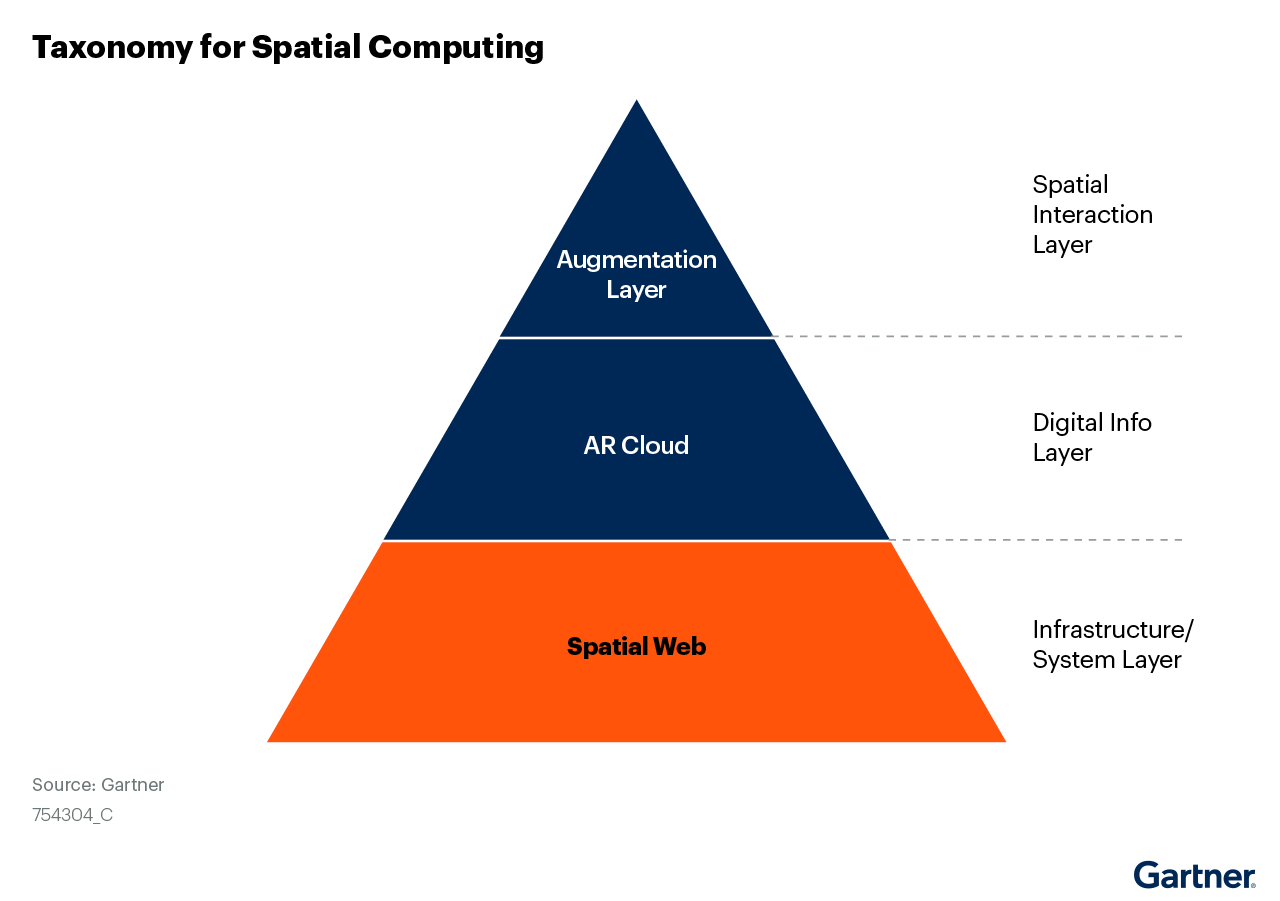 Taxonomy for Spatial Computing
Spatial
Interaction
Layer
Augmentation
Layer
AR Cloud
Digital Info
Layer
Spatial Web
Infrastructure/
System Layer
Source: Gartner
754304_C
Gartner®